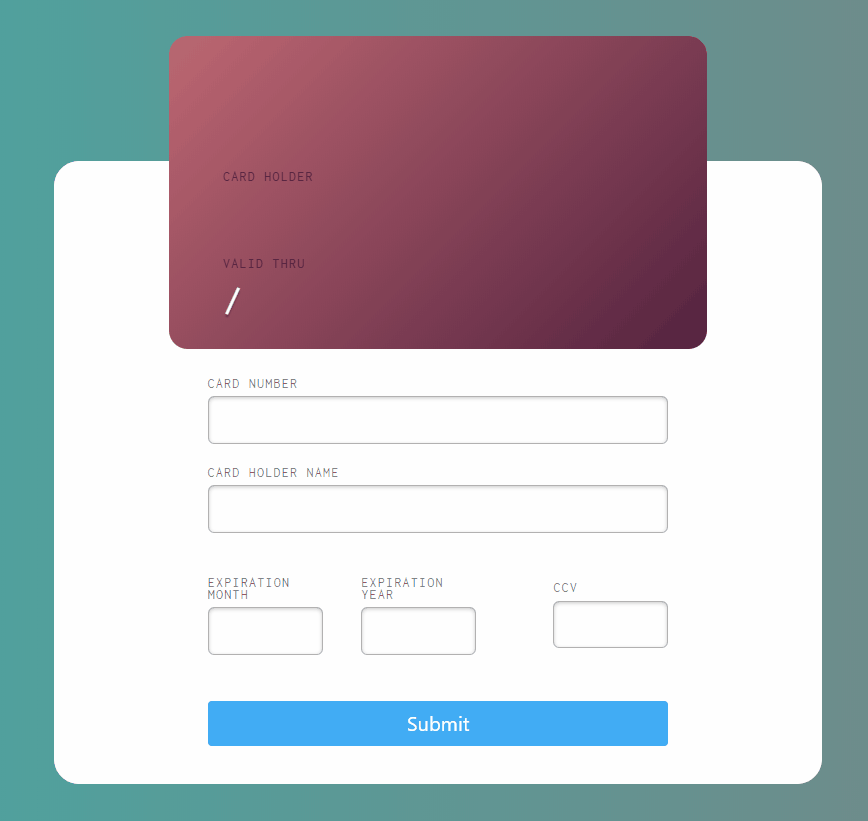 CARD HOLDER
VALID THRU
/
CARD NUMBER
CARD HOLDER NAME
EXPIRATION
MONTH
EXPIRATION
YEAR
CCV
Submit